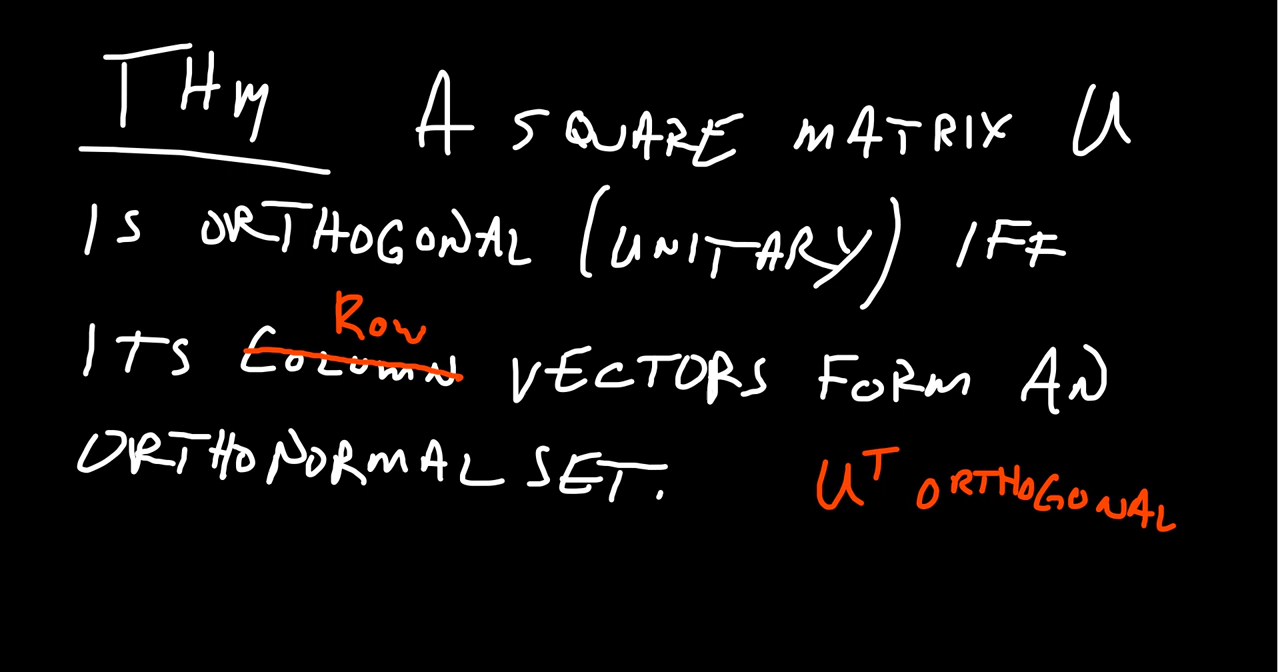 THM A SQUARE MATRIX U
IS ORTHOGONAL (UNITARY) IFF
ROW
ITS COLUMN VECTORS FORM AN
ORTHONORMAL SET.
U^T ORTHOGONAL